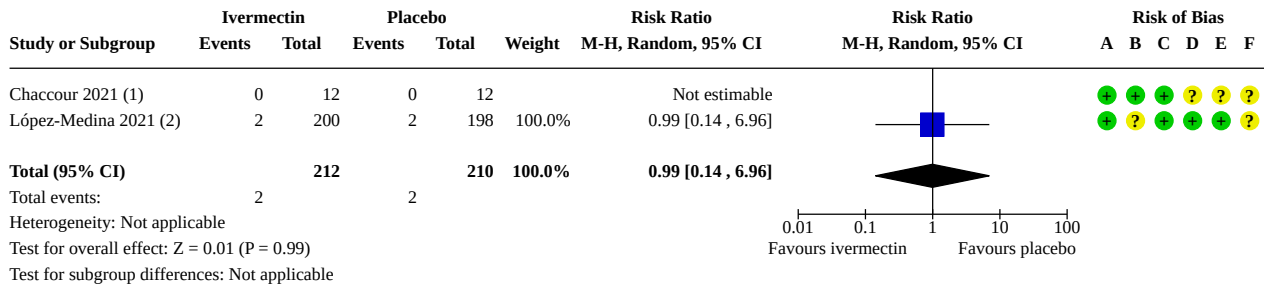 Ivermectin Placebo Risk Ratio Risk Ratio Risk of Bias
Study or Subgroup Events Total Events Total Weight M-H, Random, 95% CI M-H, Random, 95% CI A B C D E F
Chaccour 2021 (1) 0 12 0 12 Not estimable + + + ? ? ?
López-Medina 2021 (2) 2 200 2 198 100.0% 0.99 [0.14 , 6.96] + ? + + + ?
Total (95% CI) 212 210 100.0% 0.99 [0.14 , 6.96]
Total events: 2 2
Heterogeneity: Not applicable
0.01 0.1 1 10 100
Test for overall effect: Z = 0.01 (P = 0.99)
Favours ivermectin Favours placebo
Test for subgroup differences: Not applicable